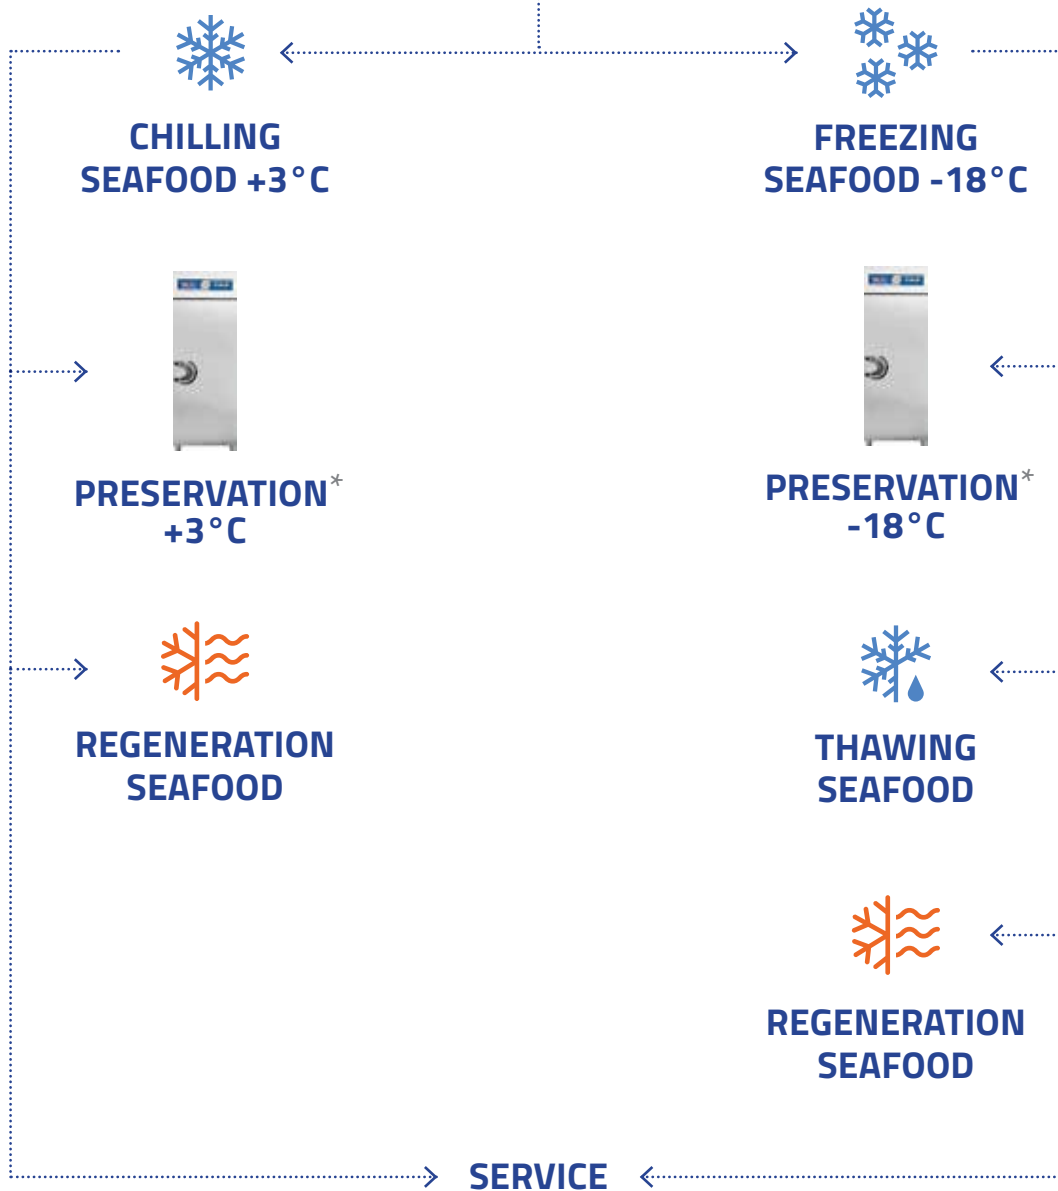 CHILLING
SEAFOOD +3°C
FREEZING
SEAFOOD -18°C
PRESERVATION*
+3°C
PRESERVATION*
-18°C
REGENERATION
SEAFOOD
THAWING
SEAFOOD
REGENERATION
SEAFOOD
SERVICE